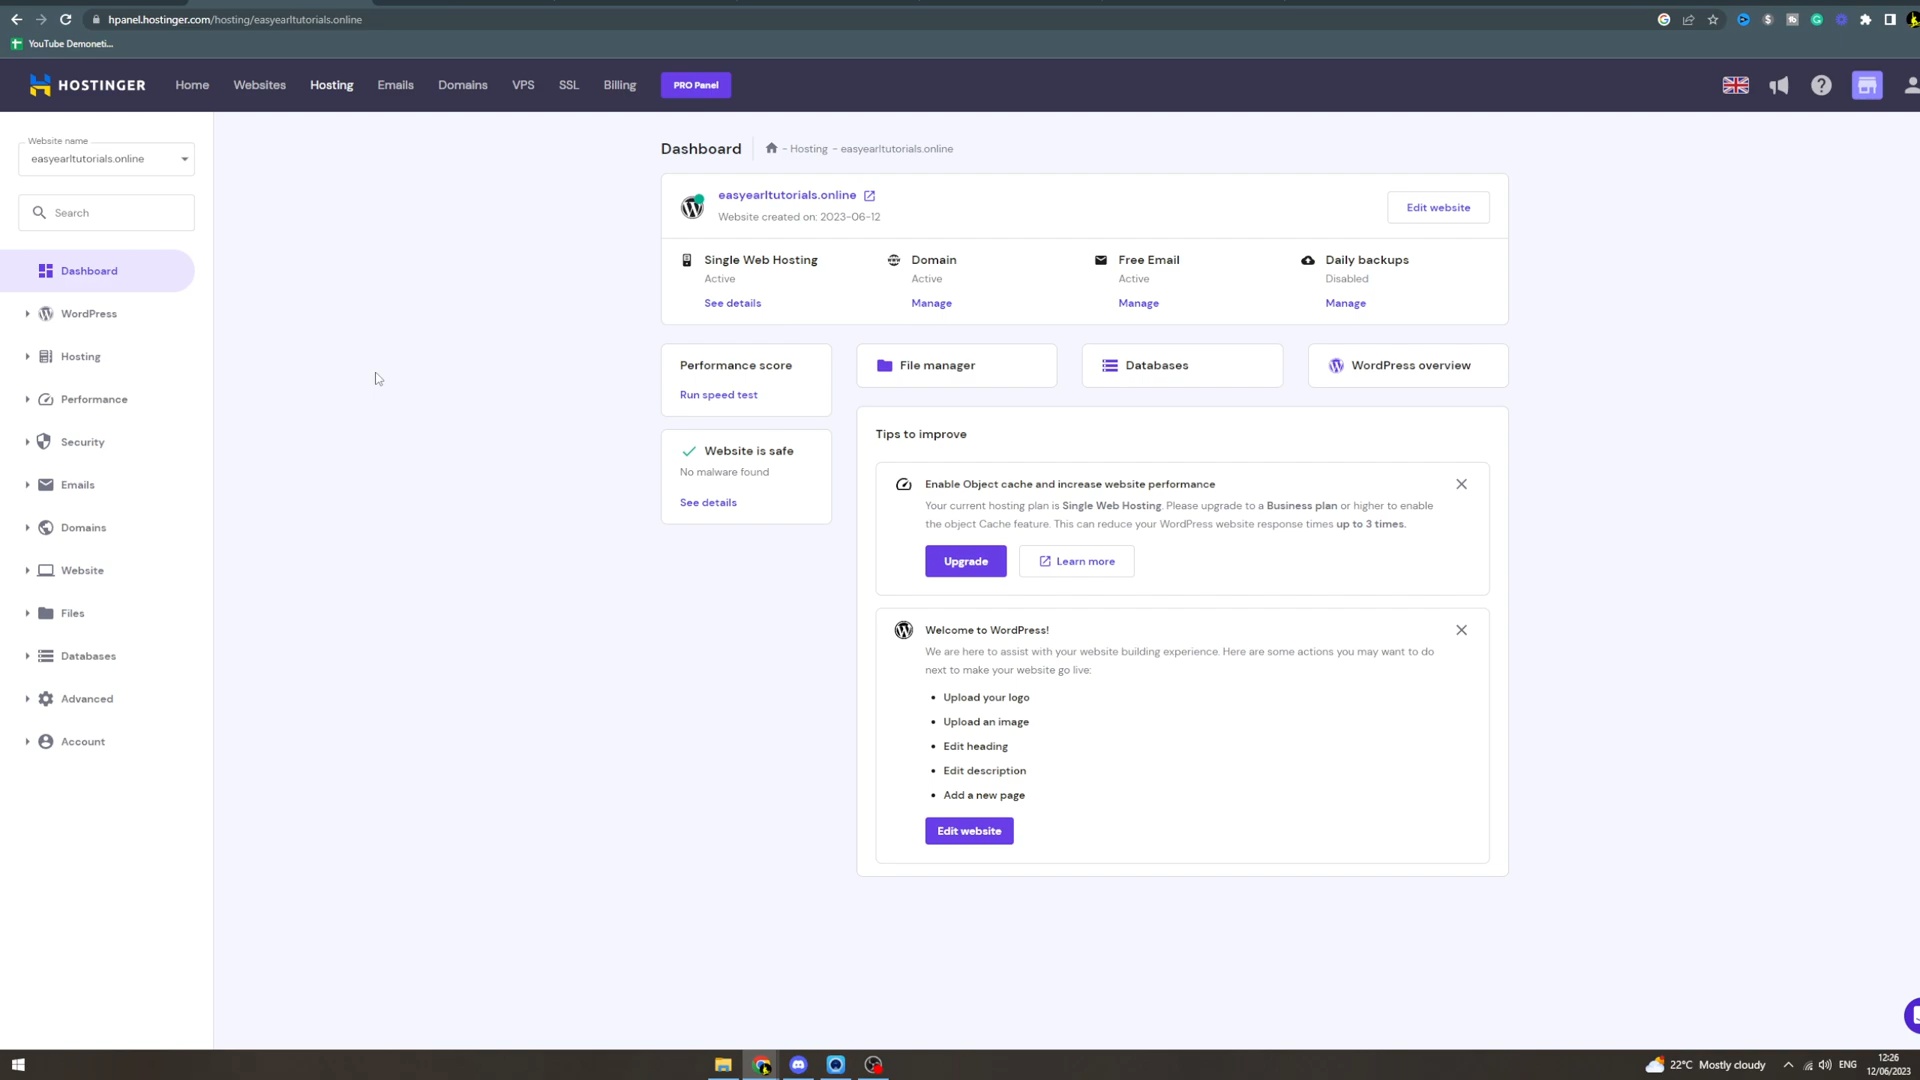 hpanel.hostinger.com/hosting/easyearltutorials.online
YouTube Demoneti...
HOSTINGER
Home
Websites
Hosting
Emails
Domains
VPS
SSL
Billing
PRO Panel
Website name
easyearltutorials.online
Search
Dashboard
WordPress
Hosting
Performance
Security
Emails
Domains
Website
Files
Databases
Advanced
Account
Dashboard
- Hosting - easyearltutorials.online
easyearltutorials.online
Website created on: 2023-06-12
Edit website
Single Web Hosting
Active
See details
Domain
Active
Manage
Free Email
Active
Manage
Daily backups
Disabled
Manage
Performance score
Run speed test
File manager
Databases
WordPress overview
Website is safe
No malware found
See details
Tips to improve
Enable Object cache and increase website performance
Your current hosting plan is Single Web Hosting. Please upgrade to a Business plan or higher to enable
the object Cache feature. This can reduce your WordPress website response times up to 3 times.
Upgrade
Learn more
Welcome to WordPress!
We are here to assist with your website building experience. Here are some actions you may want to do
next to make your website go live:
• Upload your logo
• Upload an image
• Edit heading
• Edit description
• Add a new page
Edit website
22°C Mostly cloudy
ENG
12:26
12/06/2023